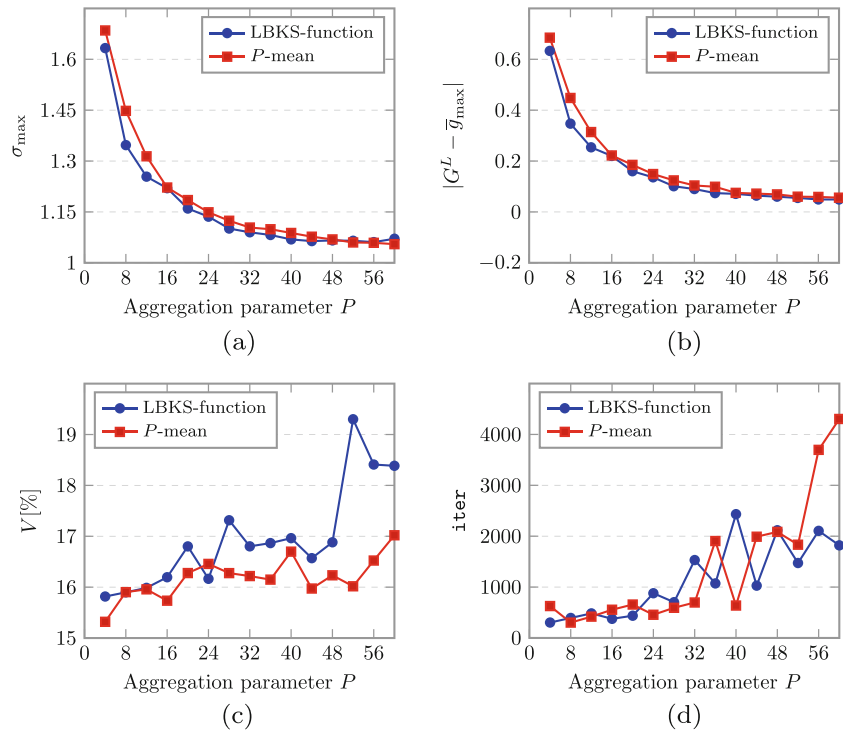 LBKS-function
P-mean
σmax
1.6
1.45
1.3
1.15
1
0 8 16 24 32 40 48 56
Aggregation parameter P
(a)
LBKS-function
P-mean
|G^L − g̅max|
0.6
0.4
0.2
0
−0.2
0 8 16 24 32 40 48 56
Aggregation parameter P
(b)
LBKS-function
P-mean
V[%]
19
18
17
16
15
0 8 16 24 32 40 48 56
Aggregation parameter P
(c)
LBKS-function
P-mean
iter
4000
3000
2000
1000
0
0 8 16 24 32 40 48 56
Aggregation parameter P
(d)